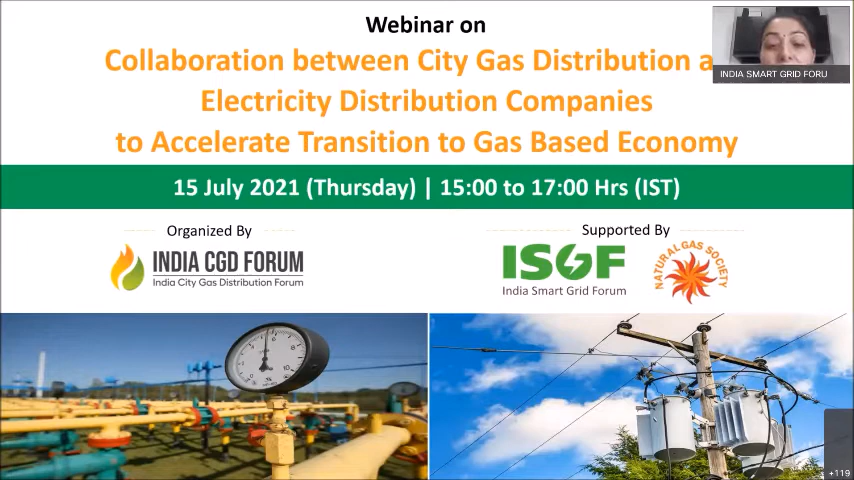 Webinar on
Collaboration between City Gas Distribution a
Electricity Distribution Companies
to Accelerate Transition to Gas Based Economy
INDIA SMART GRID FORU
15 July 2021 (Thursday) | 15:00 to 17:00 Hrs (IST)
Organized By
Supported By
INDIA CGD FORUM
India City Gas Distribution Forum
ISGF
India Smart Grid Forum
NATURAL GAS SOCIETY
+119